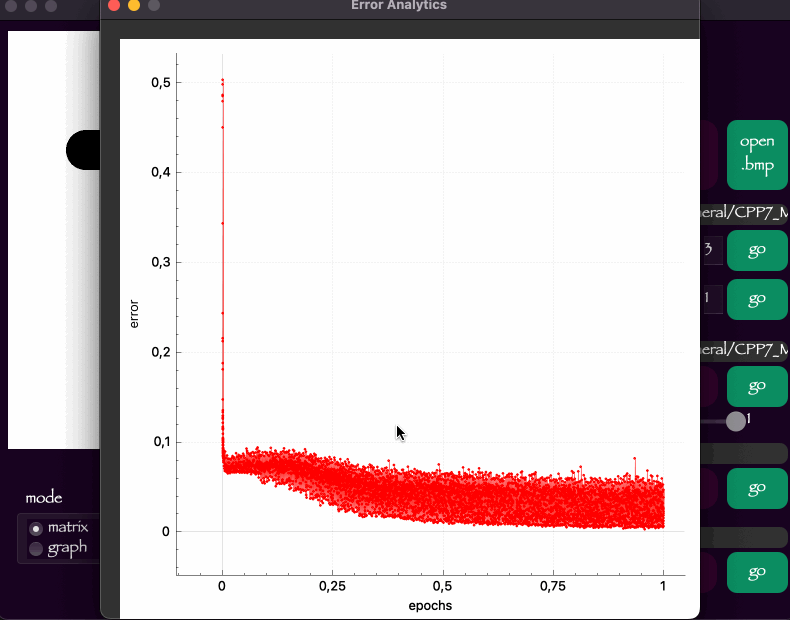 Error Analytics
0,5
0,4
0,3
0,2
0,1
0
error
0
0,25
0,5
0,75
1
epochs
mode
matrix
graph
open
.bmp
eral/CPP7_M
3
go
1
go
eral/CPP7_M
go
1
go
go